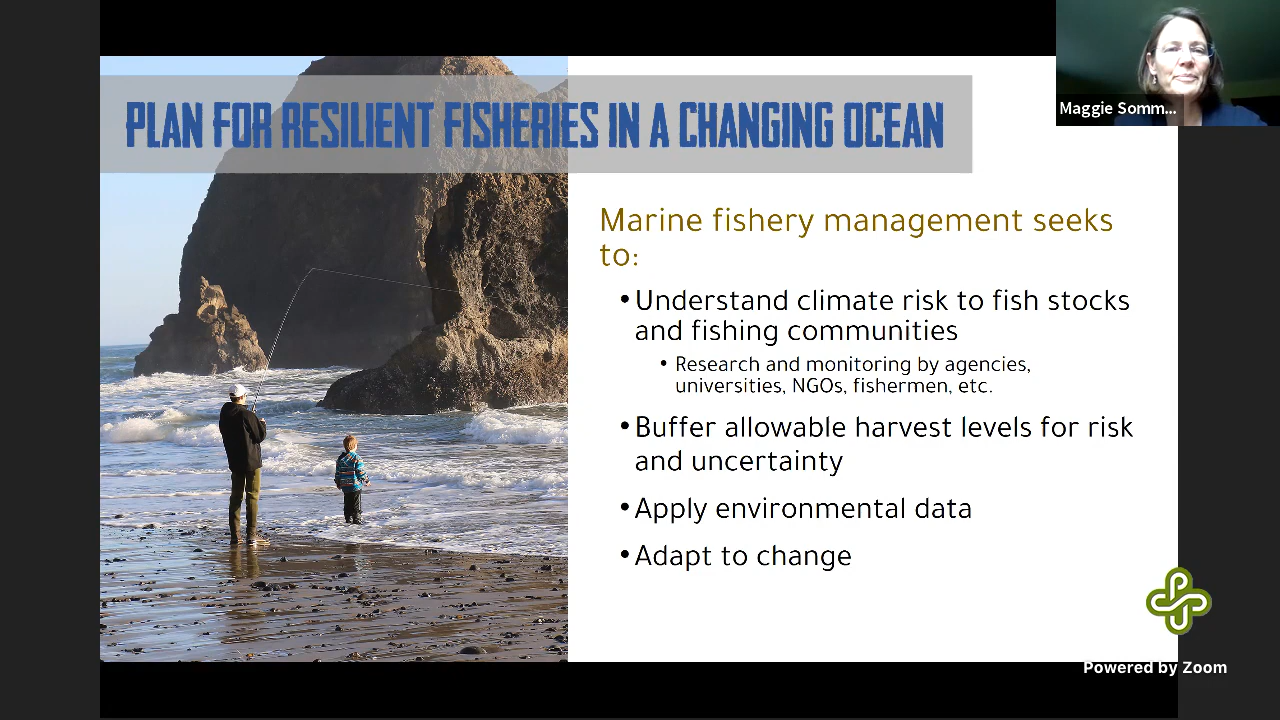 Maggie Somm...
PLAN FOR RESILIENT FISHERIES IN A CHANGING OCEAN
Marine fishery management seeks
to:
•Understand climate risk to fish stocks
and fishing communities
• Research and monitoring by agencies,
universities, NGOs, fishermen, etc.
•Buffer allowable harvest levels for risk
and uncertainty
•Apply environmental data
•Adapt to change
Powered by Zoom